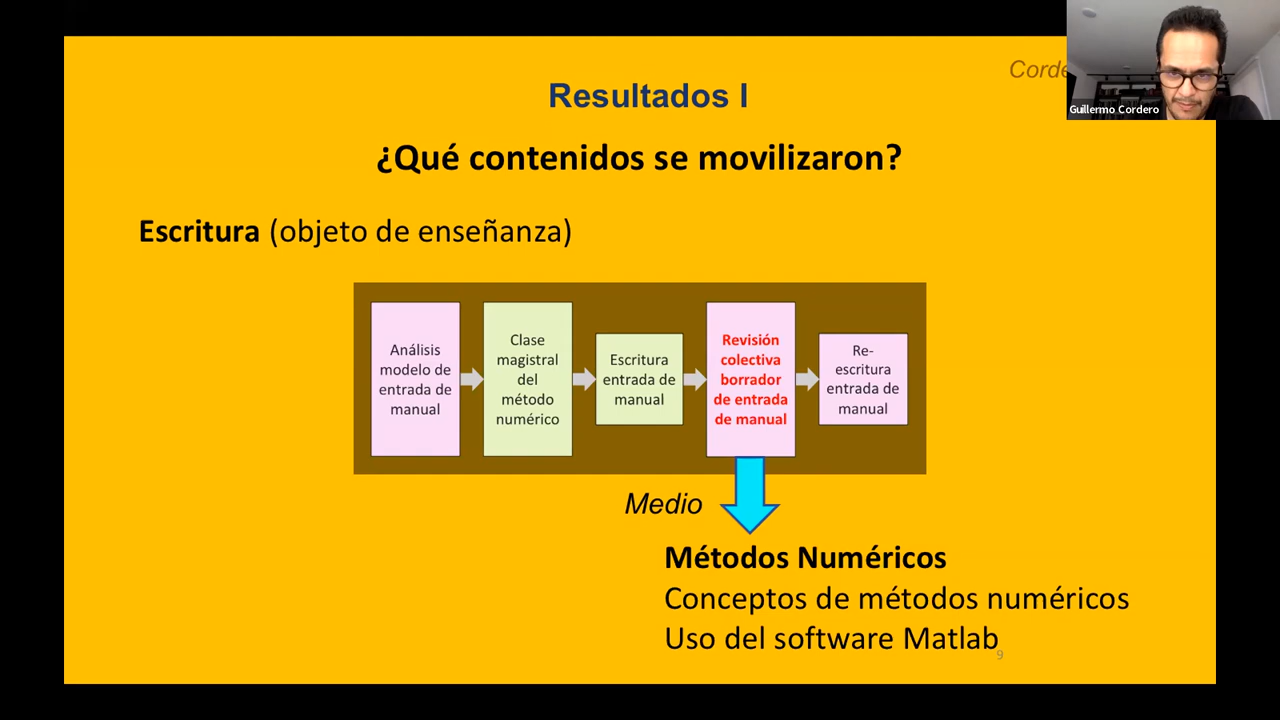 Resultados I
Guillermo Cordero
¿Qué contenidos se movilizaron?
Escritura (objeto de enseñanza)
Análisis
modelo de
entrada de
manual
Clase
magistral
del
método
numérico
Escritura
entrada de
manual
Revisión
colectiva
borrador
de entrada
de manual
Re-
escritura
entrada de
manual
Medio
Métodos Numéricos
Conceptos de métodos numéricos
Uso del software Matlab
9